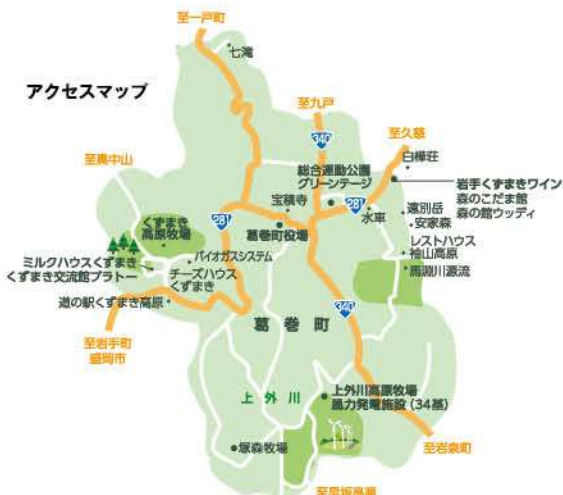 至一戸町
七滝
アクセスマップ
至九戸
340
至久慈
白樺荘
至奥中山
総合運動公園
グリーンテージ
岩手くずまきワイン
森のこだま館
森の館ウッディ
宝積寺
281
水車
遠別岳
安家森
くずまき
高原牧場
281
葛巻町役場
レストハウス
袖山高原
馬淵川源流
ミルクハウスくずまき
くずまき交流館プラトー
バイオガスシステム
チーズハウス
くずまき
道の駅くずまき高原
340
葛巻町
至岩手町
盛岡市
上外川
上外川高原牧場
風力発電施設(34基)
塚森牧場
至岩泉町
至早坂高原